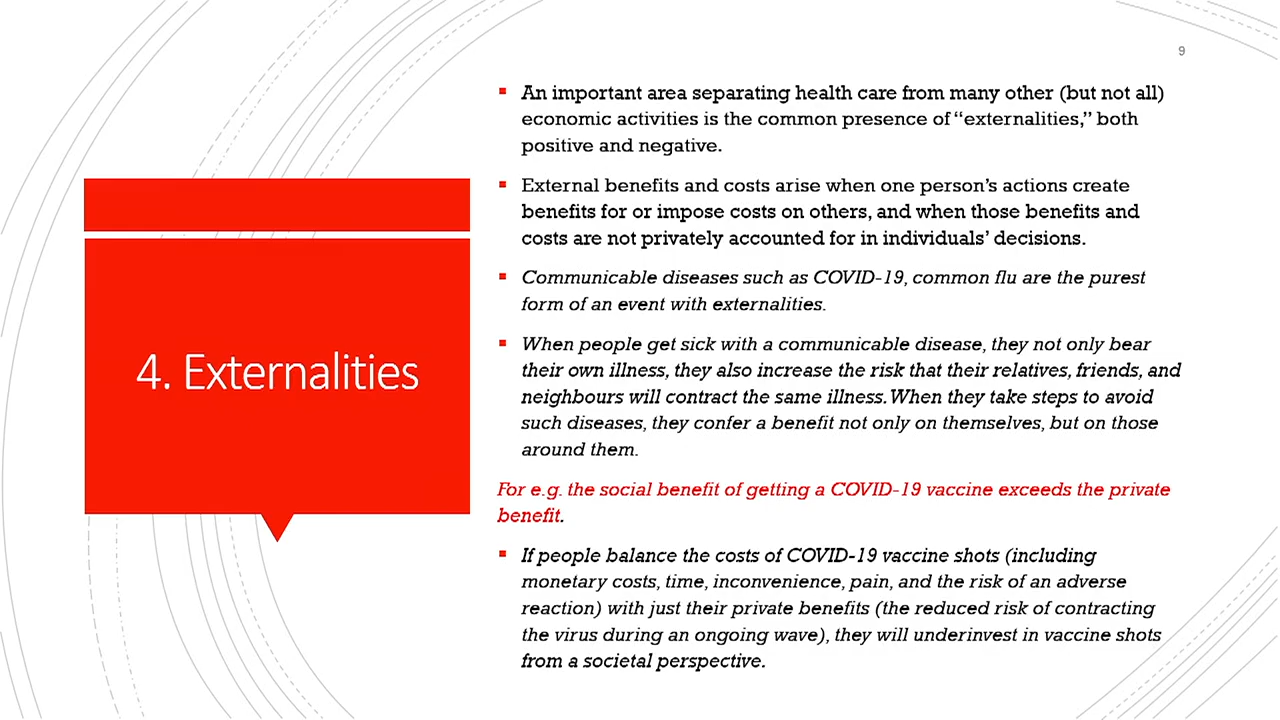 9
4. Externalities
An important area separating health care from many other (but not all)
economic activities is the common presence of “externalities,” both
positive and negative.
External benefits and costs arise when one person’s actions create
benefits for or impose costs on others, and when those benefits and
costs are not privately accounted for in individuals’ decisions.
Communicable diseases such as COVID-19, common flu are the purest
form of an event with externalities.
When people get sick with a communicable disease, they not only bear
their own illness, they also increase the risk that their relatives, friends, and
neighbours will contract the same illness. When they take steps to avoid
such diseases, they confer a benefit not only on themselves, but on those
around them.
For e.g. the social benefit of getting a COVID-19 vaccine exceeds the private
benefit.
If people balance the costs of COVID-19 vaccine shots (including
monetary costs, time, inconvenience, pain, and the risk of an adverse
reaction) with just their private benefits (the reduced risk of contracting
the virus during an ongoing wave), they will underinvest in vaccine shots
from a societal perspective.